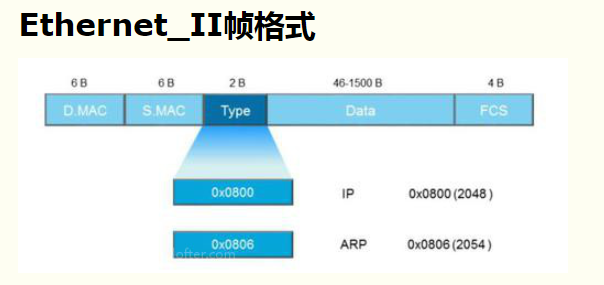 Ethernet_II帧格式
6 B 6 B 2 B 46-1500 B 4 B
D.MAC S.MAC Type Data FCS
0x0800 IP 0x0800 (2048)
0x0806 ARP 0x0806 (2054)
ofter.com